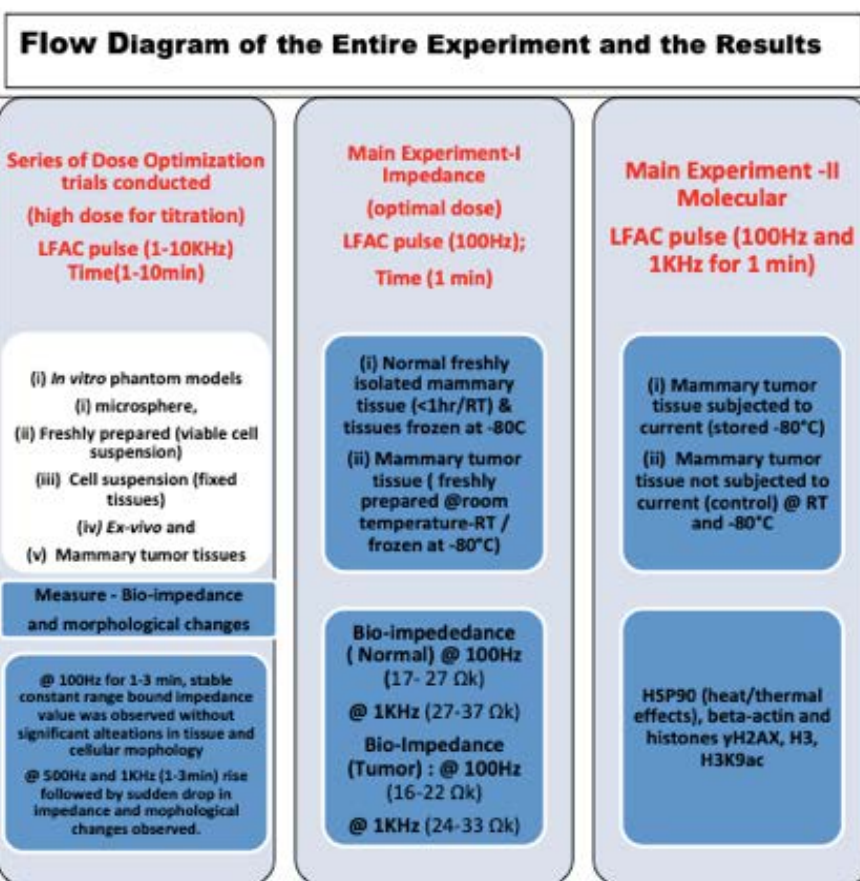 Flow Diagram of the Entire Experiment and the Results
Series of Dose Optimization
trials conducted
(high dose for titration)
LFAC pulse (1-10KHz)
Time(1-10min)
(i) In vitro phantom models
(i) microsphere,
(ii) Freshly prepared (viable cell
suspension)
(iii) Cell suspension (fixed
tissues)
(iv) Ex-vivo and
(v) Mammary tumor tissues
Measure - Bio-impedance
and morphological changes
@ 100Hz for 1-3 min, stable
constant range bound impedance
value was observed without
significant alteations in tissue and
cellular mophology
@ 500Hz and 1KHz (1-3min) rise
followed by sudden drop in
impedance and mophological
changes observed.
Main Experiment-I
Impedance
(optimal dose)
LFAC pulse (100Hz);
Time (1 min)
(i) Normal freshly
isolated mammary
tissue (<1hr/RT) &
tissues frozen at -80C
(ii) Mammary tumor
tissue ( freshly
prepared @room
temperature-RT /
frozen at -80°C)
Bio-impededance
( Normal) @ 100Hz
(17- 27 Ωk)
@ 1KHz (27-37 Ωk)
Bio-Impedance
(Tumor) : @ 100Hz
(16-22 Ωk)
@ 1KHz (24-33 Ωk)
Main Experiment -II
Molecular
LFAC pulse (100Hz and
1KHz for 1 min)
(i) Mammary tumor
tissue subjected to
current (stored -80°C)
(ii) Mammary tumor
tissue not subjected to
current (control) @ RT
and -80°C
HSP90 (heat/thermal
effects), beta-actin and
histones γH2AX, H3,
H3K9ac